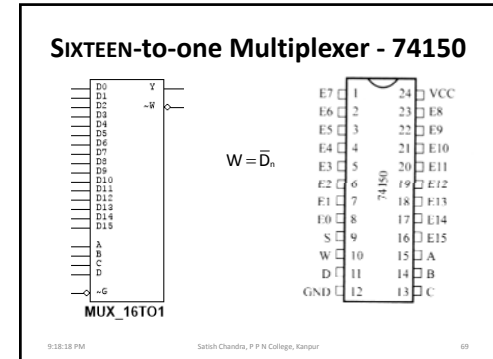 SIXTEEN-to-one Multiplexer - 74150
D0 Y
D1
D2 ~W
D3
D4
D5
D6
D7
D8
D9
D10
D11
D12
D13
D14
D15
A
B
C
D
~G
MUX_16TO1
W = D̅ₙ
E7 1 24 VCC
E6 2 23 E8
E5 3 22 E9
E4 4 21 E10
E3 5 20 E11
E2 6 19 E12
E1 7 18 E13
E0 8 17 E14
S 9 16 E15
W 10 15 A
D 11 14 B
GND 12 13 C
74150
9:18:18 PM Satish Chandra, P P N College, Kanpur 69